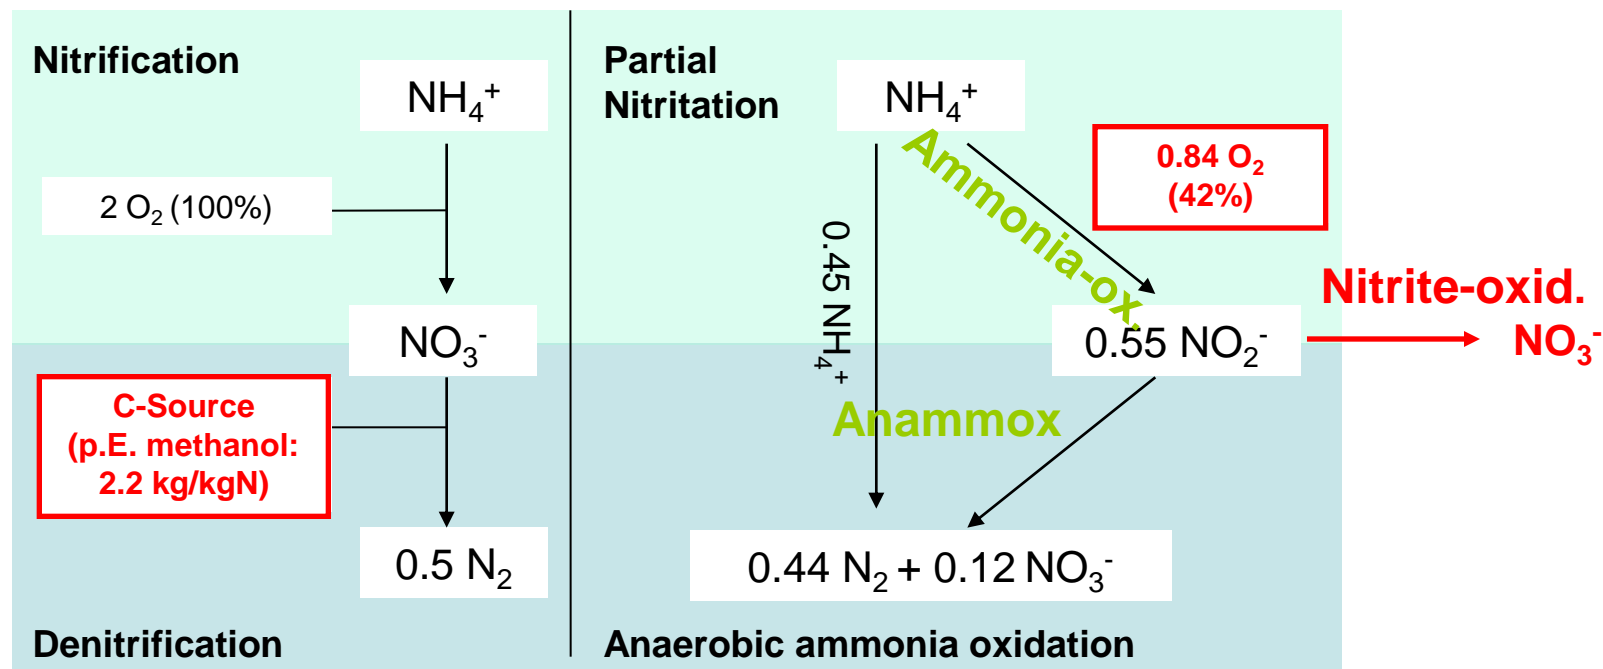 Nitrification
NH₄⁺
2 O₂ (100%)
NO₃⁻
C-Source
(p.E. methanol:
2.2 kg/kgN)
0.5 N₂
Denitrification
Partial
Nitritation
NH₄⁺
Ammonia-ox.
0.84 O₂
(42%)
0.45 NH₄⁺
0.55 NO₂⁻
Nitrite-oxid.
NO₃⁻
Anammox
0.44 N₂ + 0.12 NO₃⁻
Anaerobic ammonia oxidation